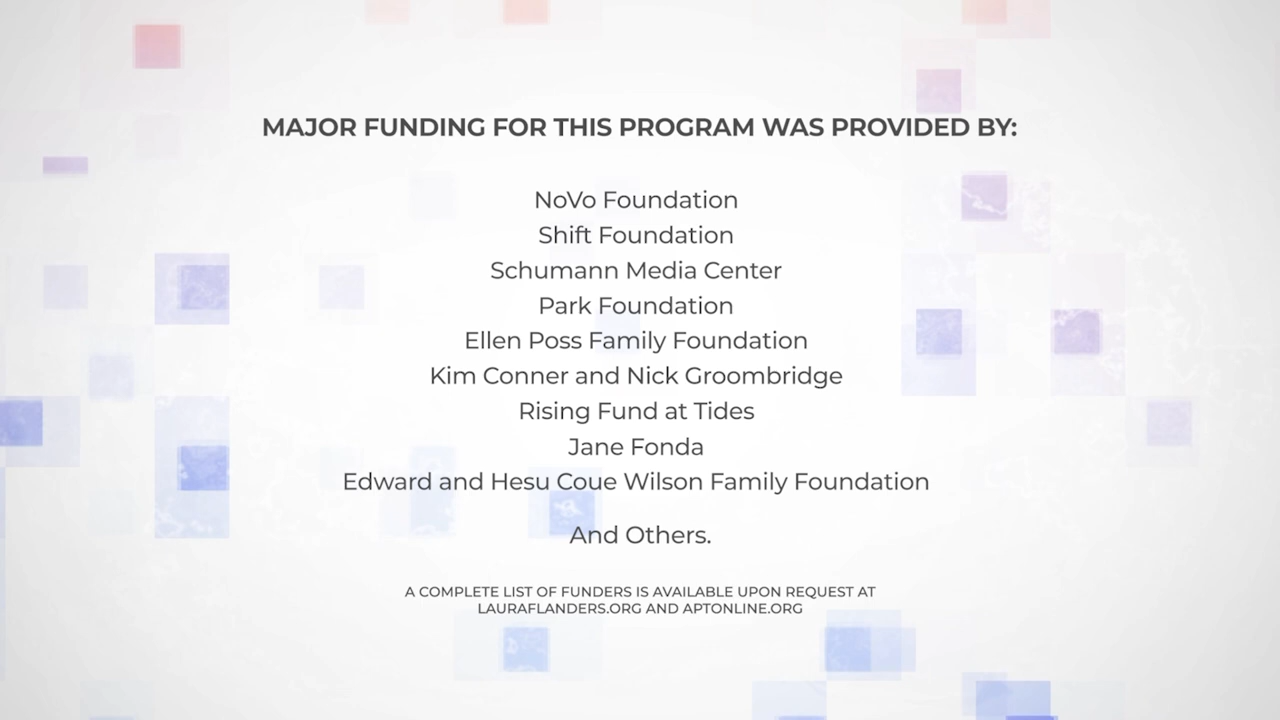 MAJOR FUNDING FOR THIS PROGRAM WAS PROVIDED BY:
NoVo Foundation
Shift Foundation
Schumann Media Center
Park Foundation
Ellen Poss Family Foundation
Kim Conner and Nick Groombridge
Rising Fund at Tides
Jane Fonda
Edward and Hesu Coue Wilson Family Foundation
And Others.
A COMPLETE LIST OF FUNDERS IS AVAILABLE UPON REQUEST AT
LAURAFLANDERS.ORG AND APTONLINE.ORG